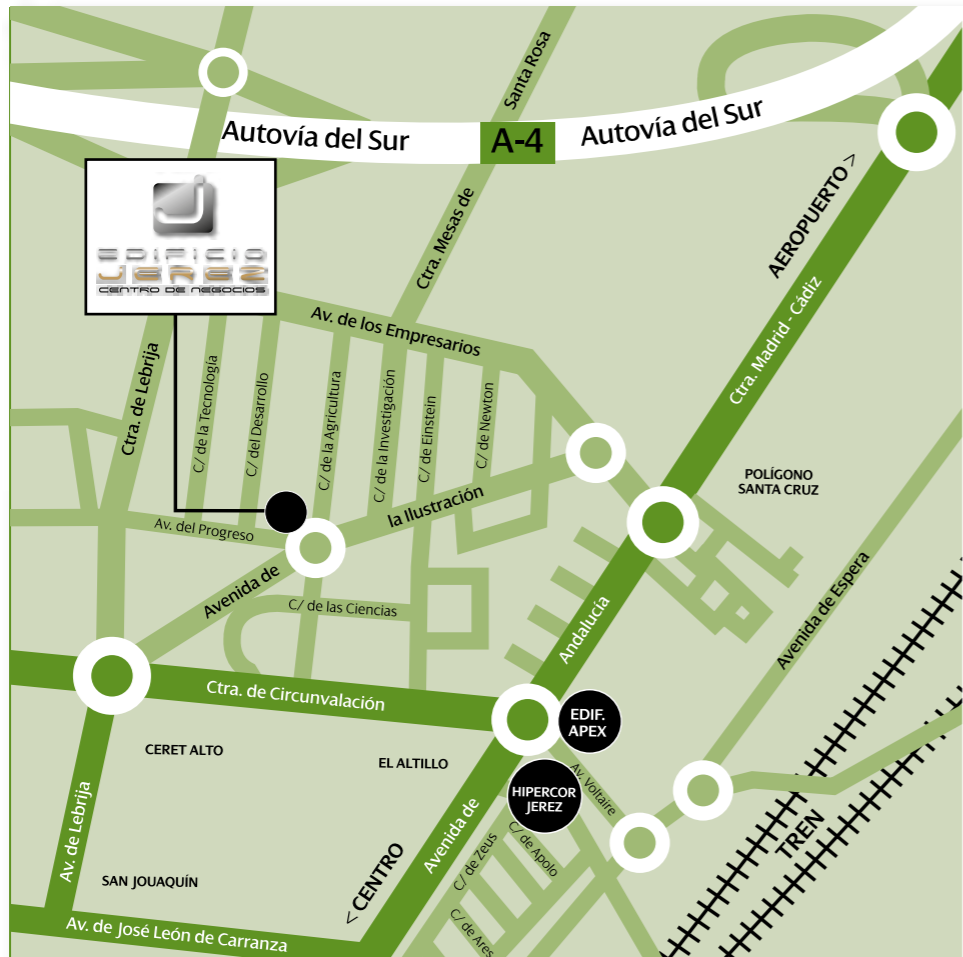 Santa Rosa
Autovía del Sur
A-4
Autovía del Sur
EDIFICIO
JEREZ
CENTRO DE NEGOCIOS
Ctra. Mesas de
AEROPUERTO >
Ctra. Madrid - Cádiz
Av. de los Empresarios
Ctra. de Lebrija
C/ de la Tecnología
C/ del Desarrollo
C/ de la Agricultura
C/ de la Investigación
C/ de Einstein
C/ de Newton
POLÍGONO
SANTA CRUZ
la Ilustración
Av. del Progreso
Avenida de
C/ de las Ciencias
Avenida de Espera
Andalucía
Ctra. de Circunvalación
EDIF.
APEX
CERET ALTO
EL ALTILLO
HIPERCOR
JEREZ
Av. Voltaire
Av. de Lebrija
Avenida de
TREN
C/ de Zeus
C/ de Apolo
SAN JOUAQUÍN
< CENTRO
C/ de Ares
Av. de José León de Carranza